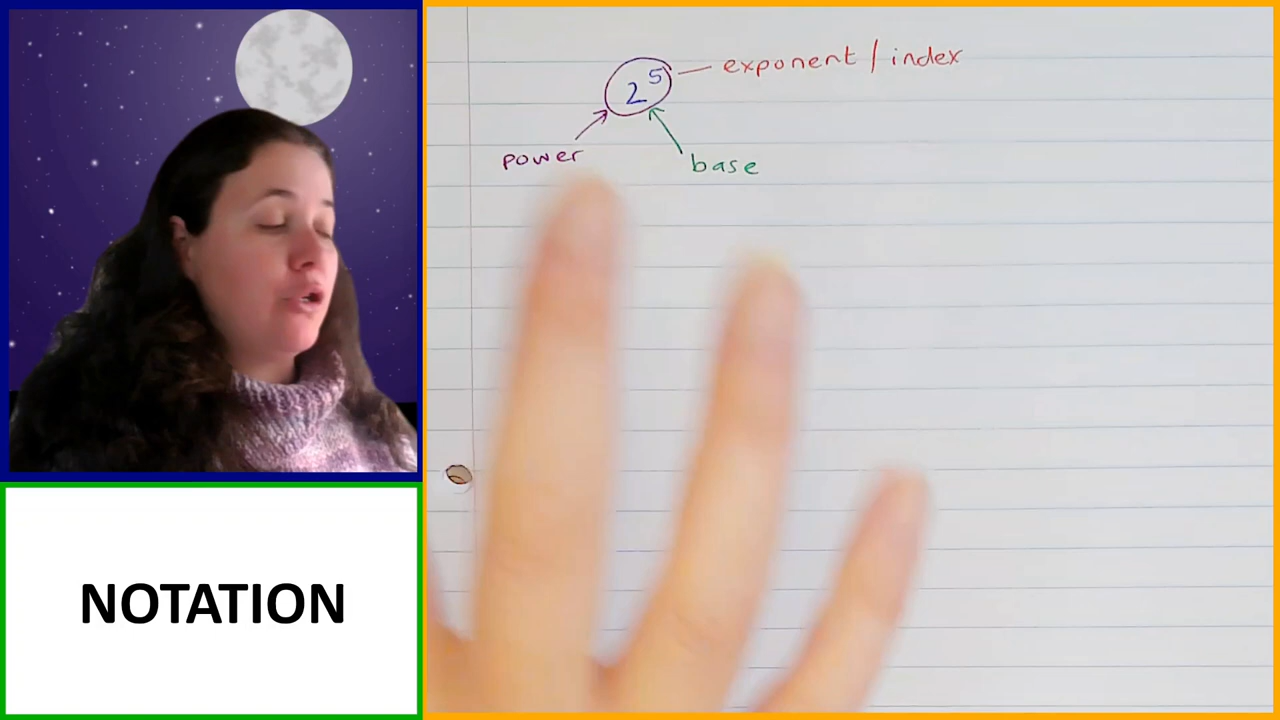 2⁵
exponent / index
power
base
NOTATION